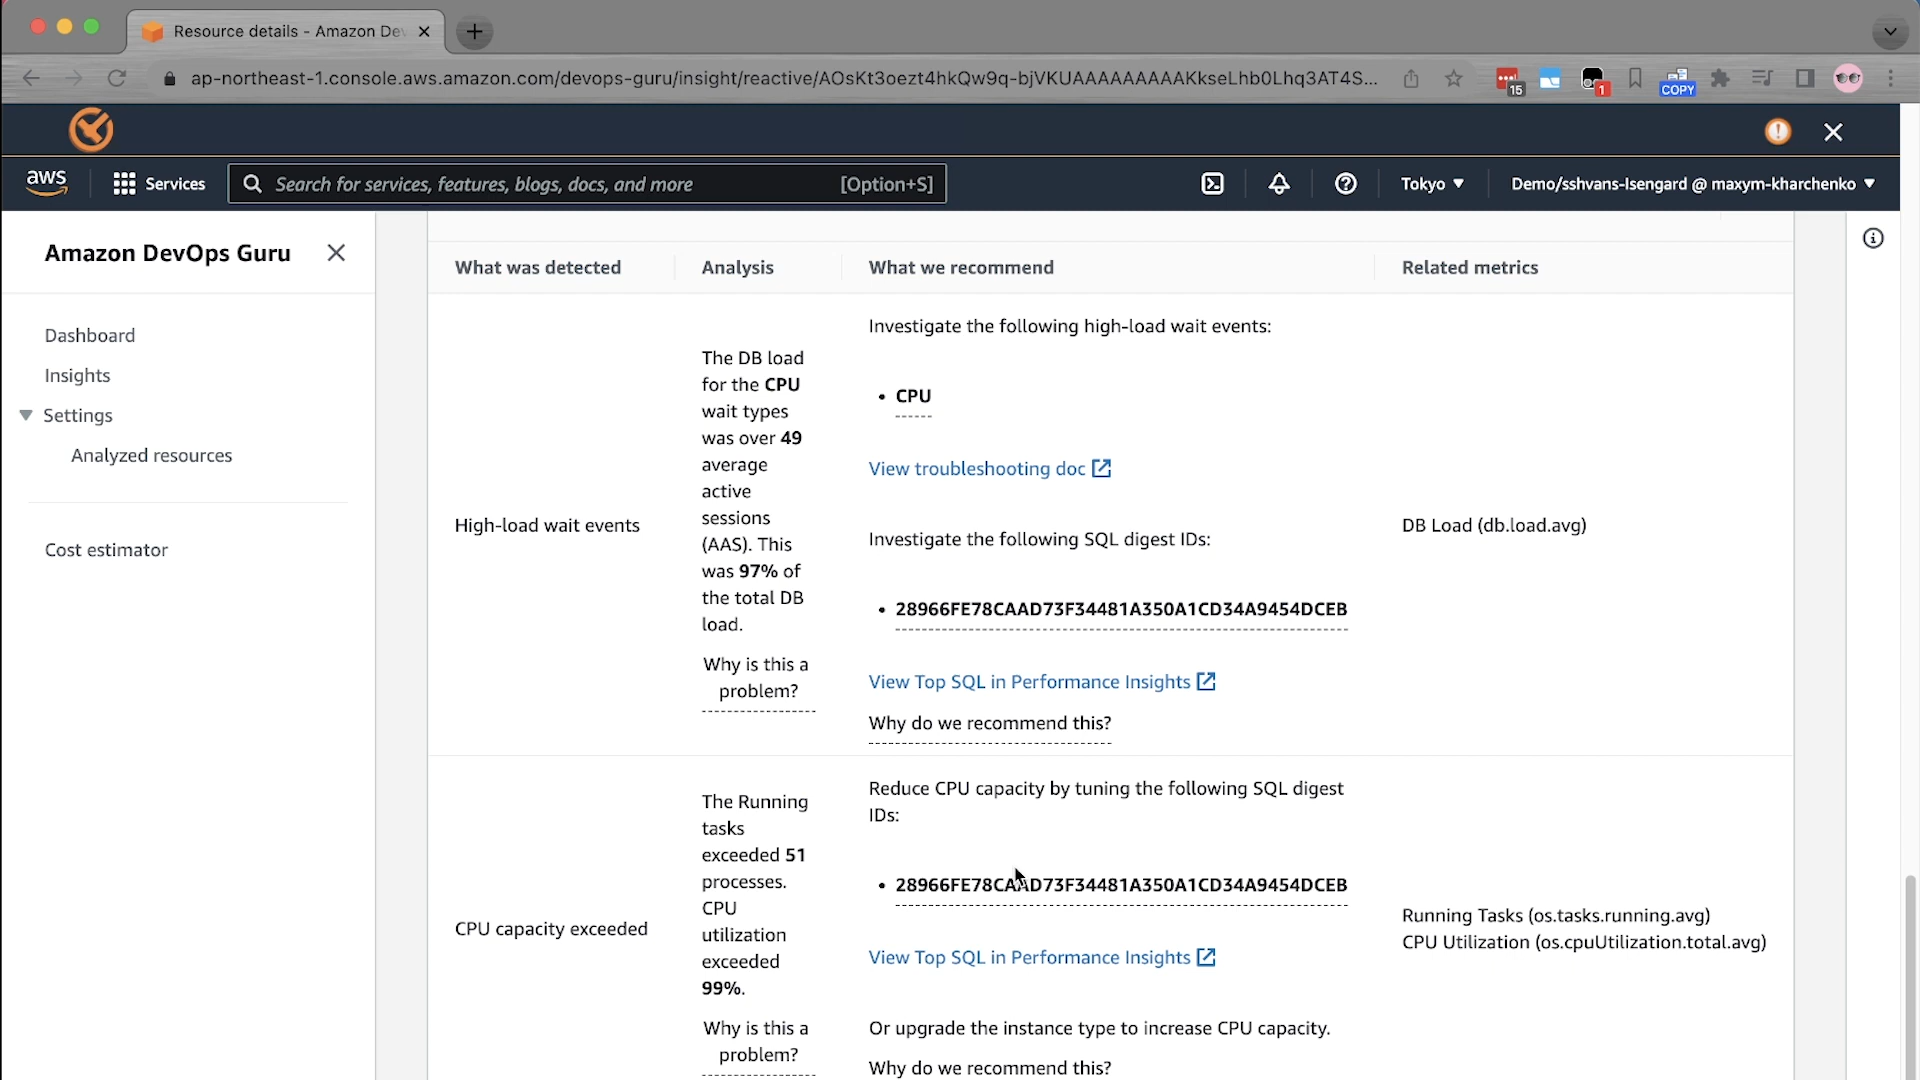 Resource details - Amazon Dev
ap-northeast-1.console.aws.amazon.com/devops-guru/insight/reactive/AOsKt3oezt4hkQw9q-bjVKUAAAAAAAAAKkseLhb0Lhq3AT4S...
15
1
COPY
aws
Services
Search for services, features, blogs, docs, and more
[Option+S]
Tokyo
Demo/sshvans-Isengard @ maxym-kharchenko
Amazon DevOps Guru
Dashboard
Insights
Settings
Analyzed resources
Cost estimator
What was detected
Analysis
What we recommend
Related metrics
High-load wait events
The DB load
for the CPU
wait types
was over 49
average
active
sessions
(AAS). This
was 97% of
the total DB
load.
Why is this a
problem?
Investigate the following high-load wait events:
• CPU
View troubleshooting doc
Investigate the following SQL digest IDs:
• 28966FE78CAAD73F34481A350A1CD34A9454DCEB
View Top SQL in Performance Insights
Why do we recommend this?
DB Load (db.load.avg)
CPU capacity exceeded
The Running
tasks
exceeded 51
processes.
CPU
utilization
exceeded
99%.
Why is this a
problem?
Reduce CPU capacity by tuning the following SQL digest
IDs:
• 28966FE78CAAD73F34481A350A1CD34A9454DCEB
View Top SQL in Performance Insights
Or upgrade the instance type to increase CPU capacity.
Why do we recommend this?
Running Tasks (os.tasks.running.avg)
CPU Utilization (os.cpuUtilization.total.avg)